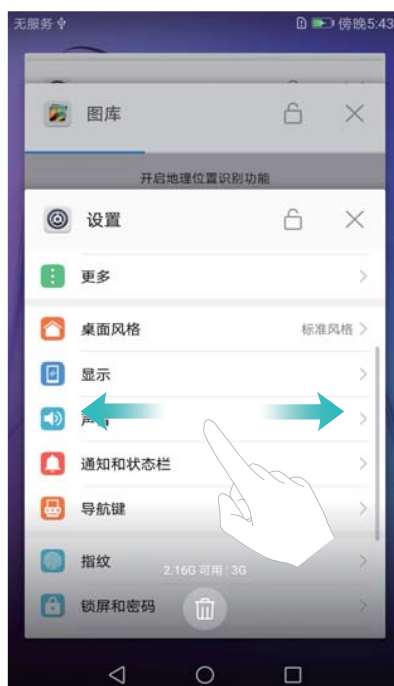 无服务 傍晚5:43
图库
开启地理位置识别功能
设置
更多
桌面风格 标准风格
显示
声音
通知和状态栏
导航键
指纹
2.16G 可用 : 3G
锁屏和密码